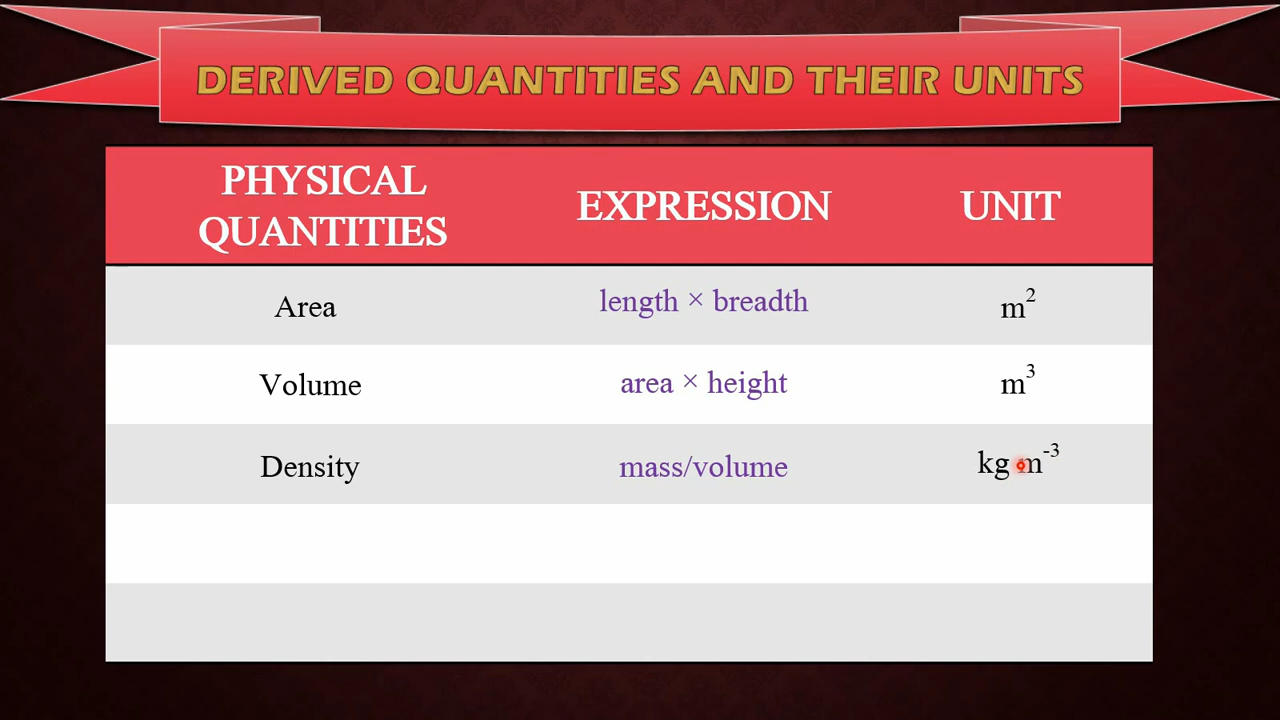 DERIVED QUANTITIES AND THEIR UNITS
PHYSICAL
QUANTITIES
EXPRESSION
UNIT
Area
length × breadth
m²
Volume
area × height
m³
Density
mass/volume
kg m⁻³